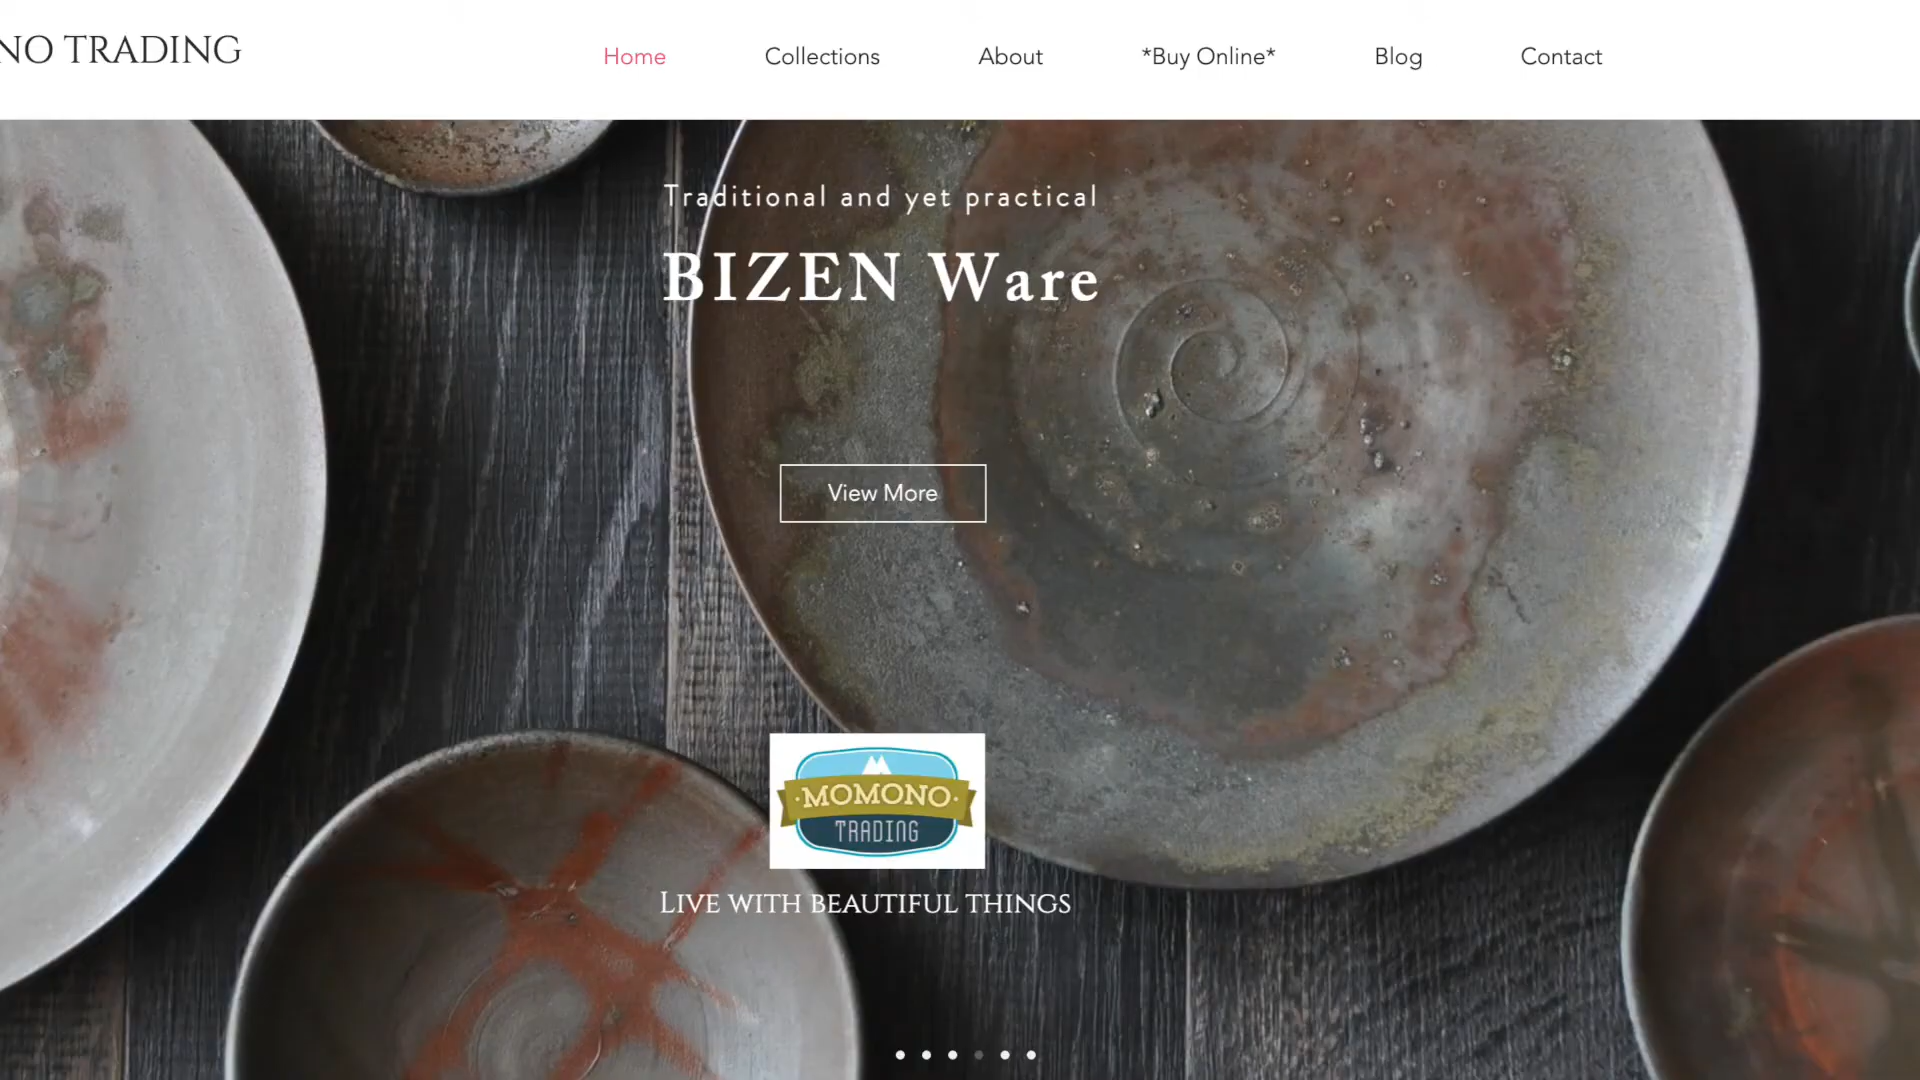 NO TRADING
Home
Collections
About
*Buy Online*
Blog
Contact
Traditional and yet practical
BIZEN Ware
View More
·MOMONO·
TRADING
LIVE WITH BEAUTIFUL THINGS